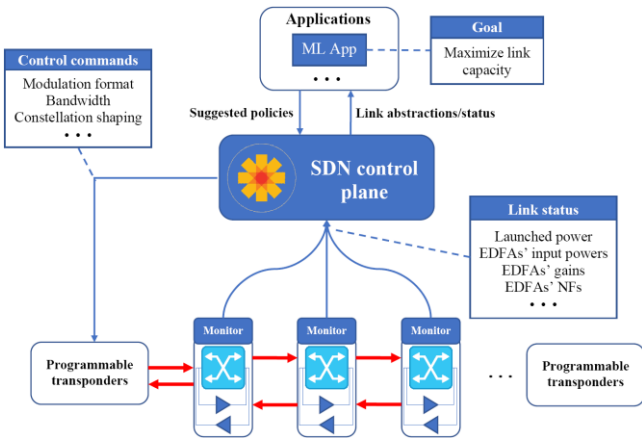 Applications
ML App
• • •
Goal
Maximize link
capacity
Control commands
Modulation format
Bandwidth
Constellation shaping
• • •
Suggested policies
Link abstractions/status
SDN control
plane
Link status
Launched power
EDFAs' input powers
EDFAs' gains
EDFAs' NFs
• • •
Monitor
Monitor
Monitor
Programmable
transponders
• • •
Programmable
transponders